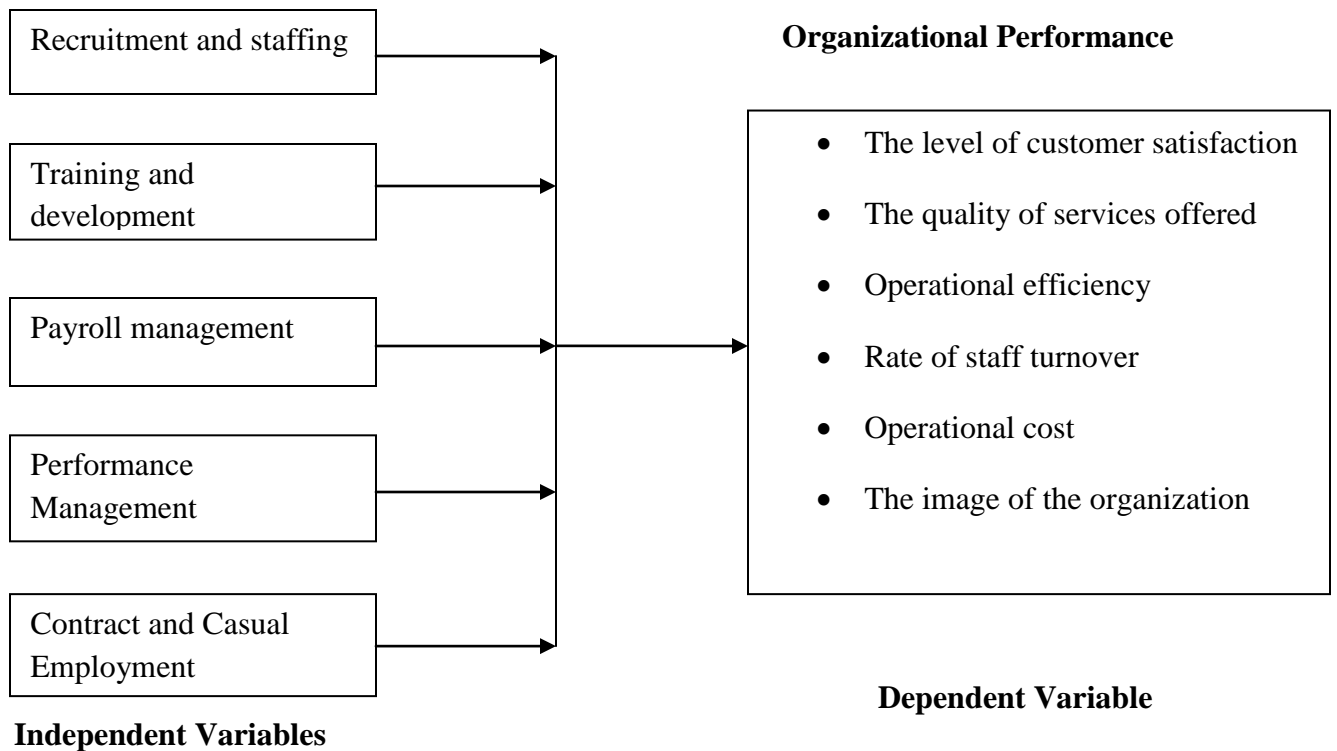 Recruitment and staffing
Training and
development
Payroll management
Performance
Management
Contract and Casual
Employment
Independent Variables
Organizational Performance
• The level of customer satisfaction
• The quality of services offered
• Operational efficiency
• Rate of staff turnover
• Operational cost
• The image of the organization
Dependent Variable